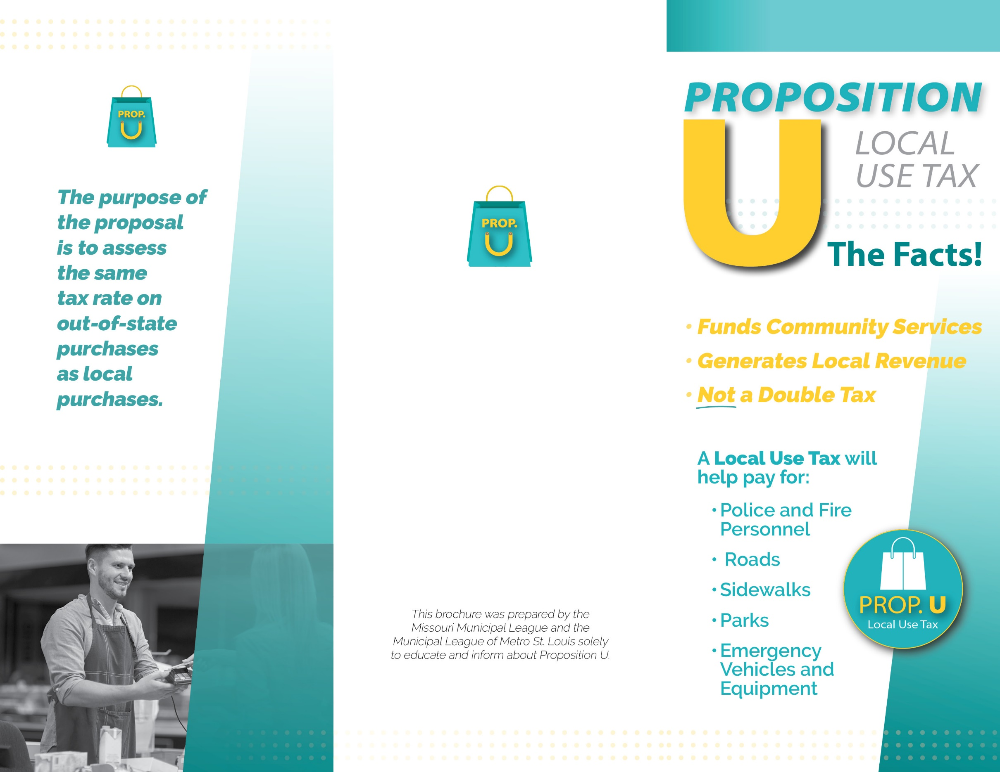 PROP.
U
The purpose of
the proposal
is to assess
the same
tax rate on
out-of-state
purchases
as local
purchases.
PROP.
U
This brochure was prepared by the
Missouri Municipal League and the
Municipal League of Metro St. Louis solely
to educate and inform about Proposition U.
PROPOSITION
U
LOCAL
USE TAX
The Facts!
• Funds Community Services
• Generates Local Revenue
• Not a Double Tax
A Local Use Tax will
help pay for:
• Police and Fire
Personnel
• Roads
• Sidewalks
• Parks
• Emergency
Vehicles and
Equipment
PROP. U
Local Use Tax